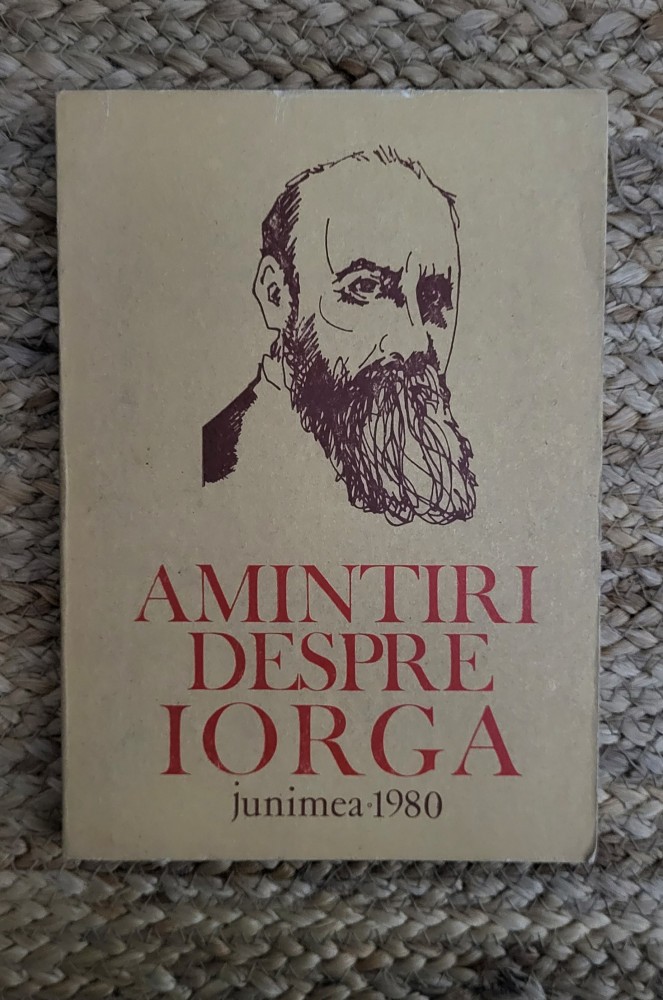 AMINTIRI
DESPRE
IORGA
junimea•1980